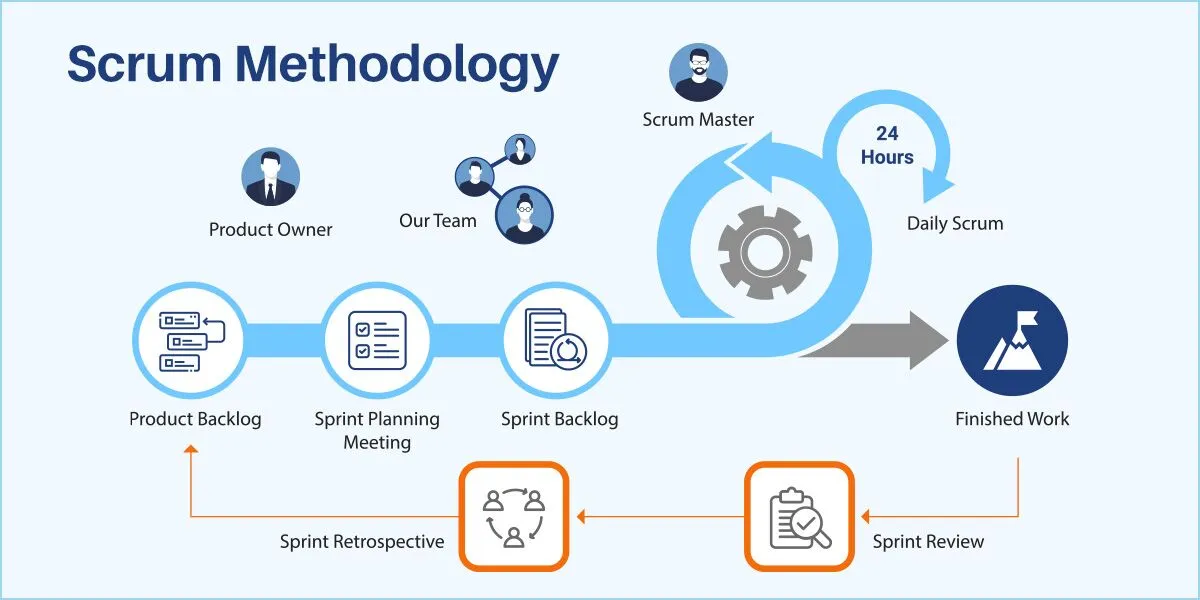 Scrum Methodology
Scrum Master
24
Hours
Product Owner
Our Team
Daily Scrum
Product Backlog
Sprint Planning
Meeting
Sprint Backlog
Finished Work
Sprint Retrospective
Sprint Review